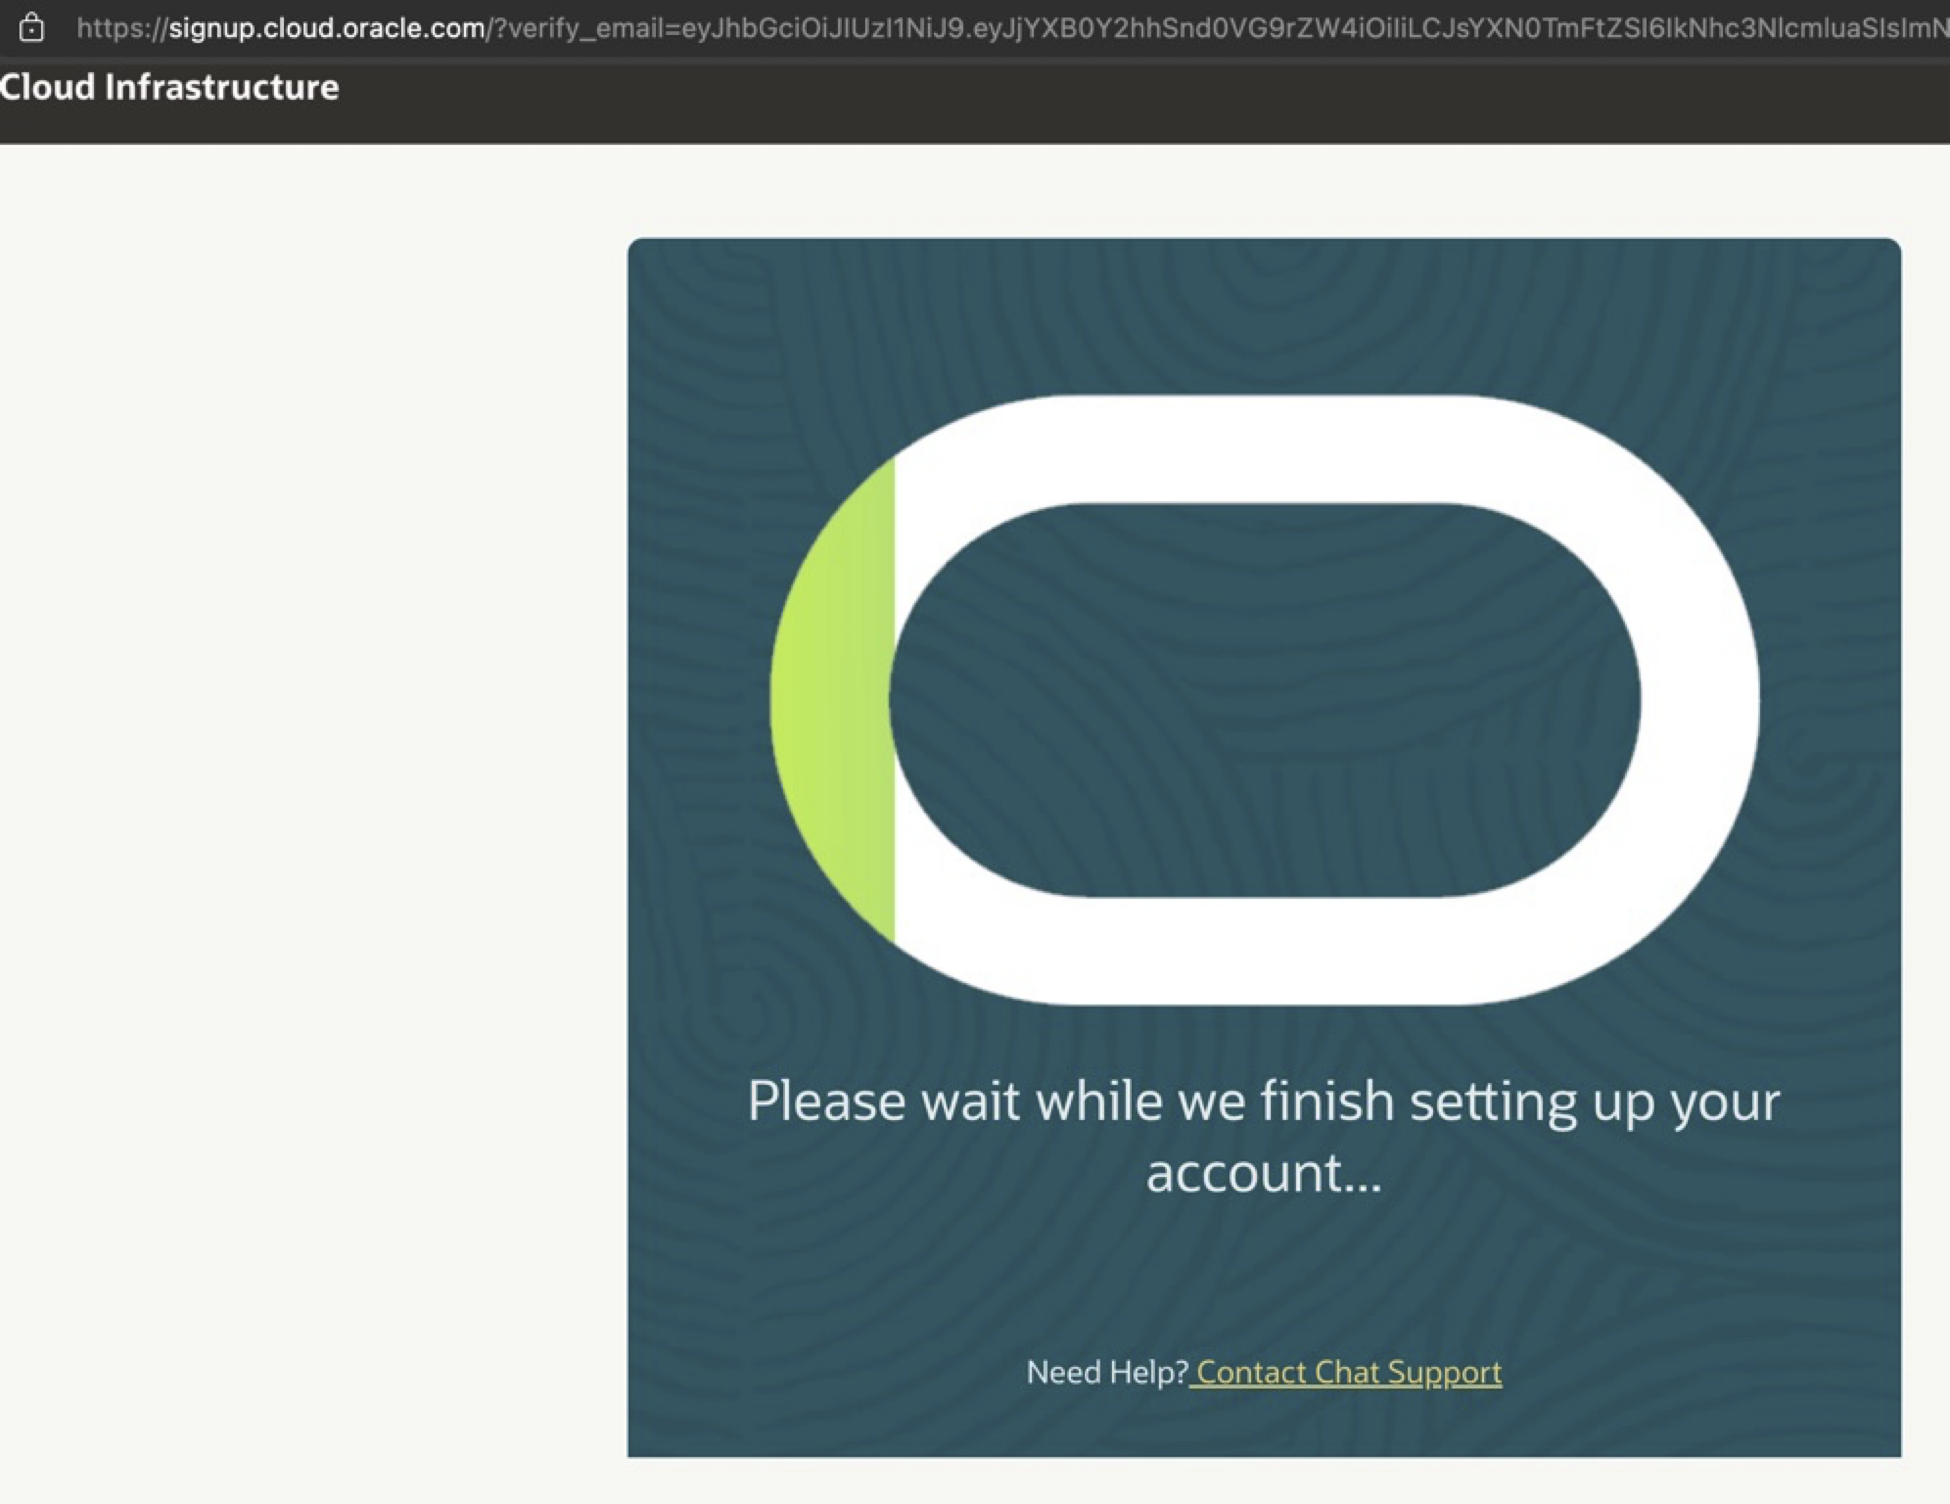 https://signup.cloud.oracle.com/?verify_email=eyJhbGciOiJIUzI1NiJ9.eyJjYXB0Y2hhSnd0VG9rZW4iOiIiLCJsYXN0TmFtZSI6IkNhc3NlcmluaSIsImN
Cloud Infrastructure
Please wait while we finish setting up your
account...
Need Help? Contact Chat Support